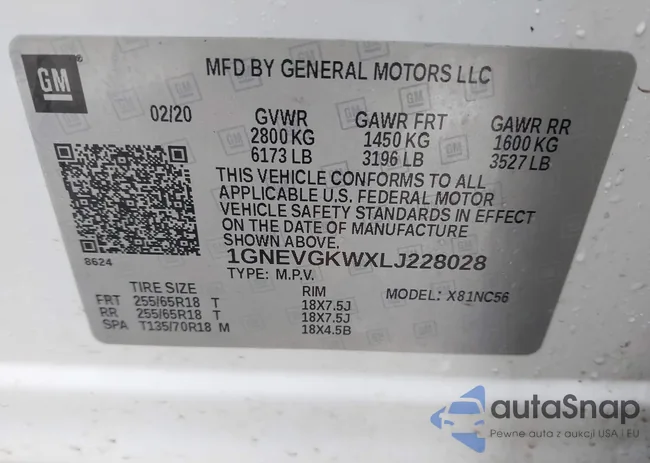 GM
MFD BY GENERAL MOTORS LLC
02/20
GVWR GAWR FRT GAWR RR
2800 KG 1450 KG 1600 KG
6173 LB 3196 LB 3527 LB
THIS VEHICLE CONFORMS TO ALL
APPLICABLE U.S. FEDERAL MOTOR
VEHICLE SAFETY STANDARDS IN EFFECT
ON THE DATE OF MANUFACTURE
SHOWN ABOVE.
8624
1GNEVGKWXLJ228028
TYPE: M.P.V.
TIRE SIZE RIM MODEL: X81NC56
FRT 255/65R18 T 18X7.5J
RR 255/65R18 T 18X7.5J
SPA T135/70R18 M 18X4.5B
autaSnap
Pewne auta z aukcji USA i EU